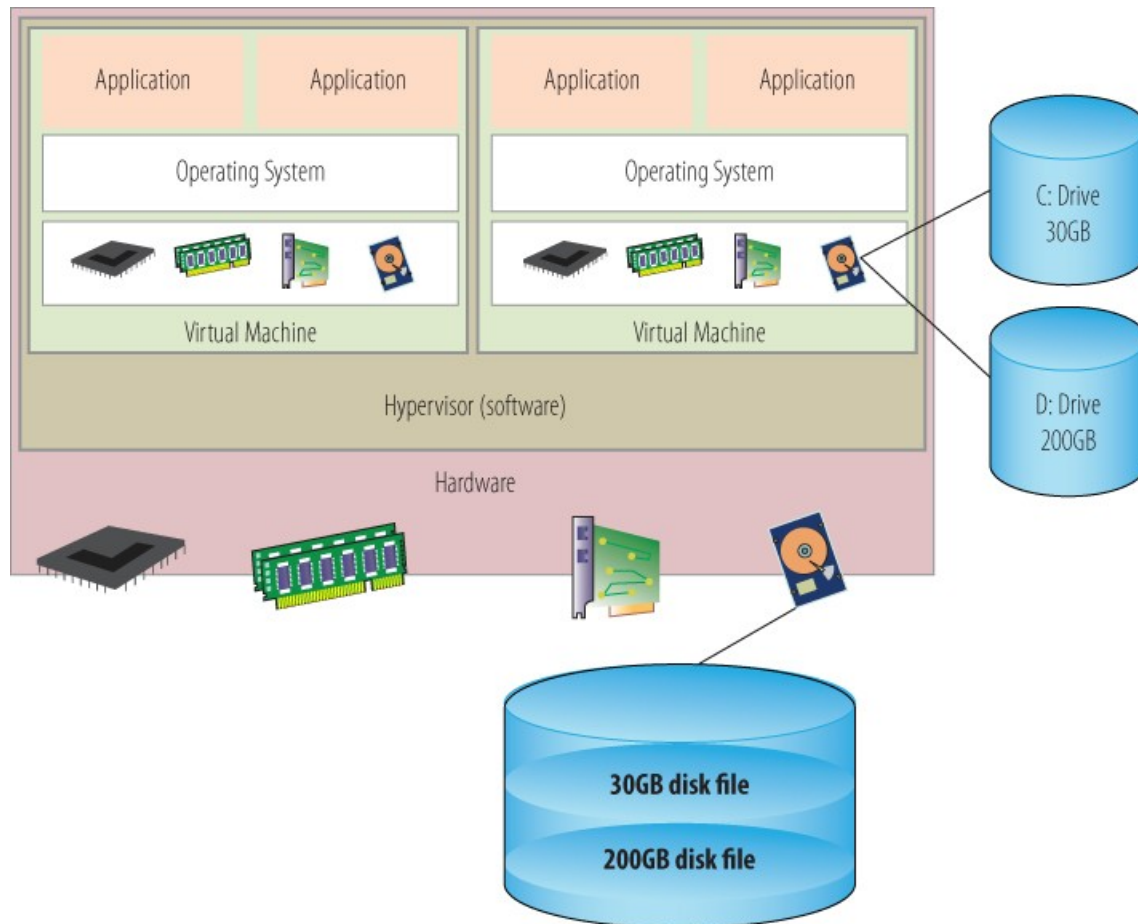 Application
Application
Application
Application
Operating System
Operating System
Virtual Machine
Virtual Machine
Hypervisor (software)
Hardware
C: Drive
30GB
D: Drive
200GB
30GB disk file
200GB disk file